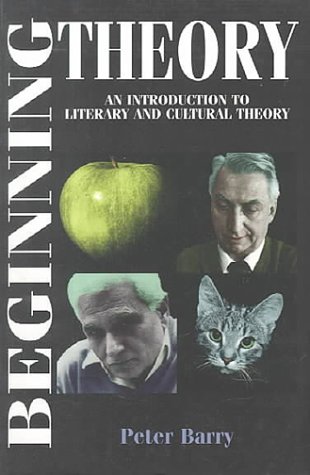 BEGINNING
THEORY
AN INTRODUCTION TO
LITERARY AND CULTURAL THEORY
Peter Barry